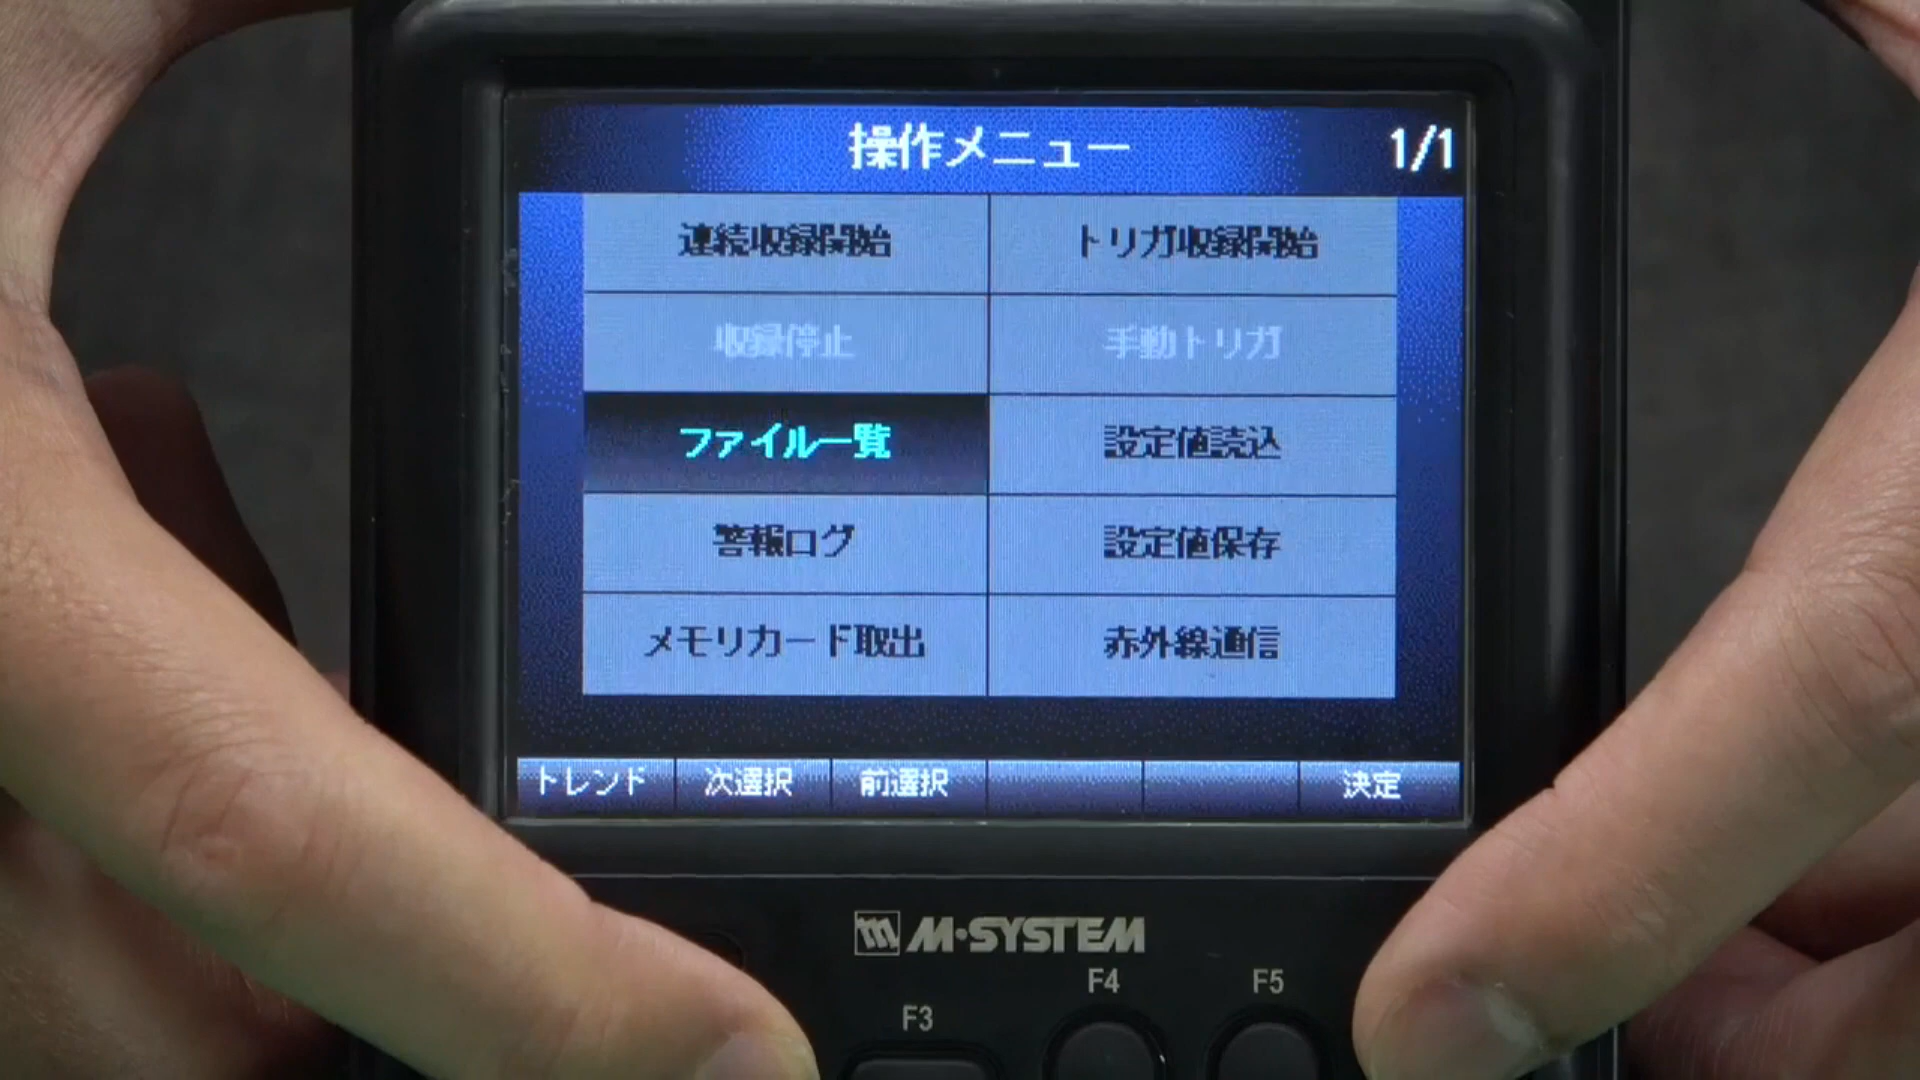 操作メニュー 1/1
連続収録開始 トリガ収録開始
収録停止 手動トリガ
ファイル一覧 設定値読込
警報ログ 設定値保存
メモリカード取出 赤外線通信
トレンド 次選択 前選択 決定
M·SYSTEM
F3 F4 F5